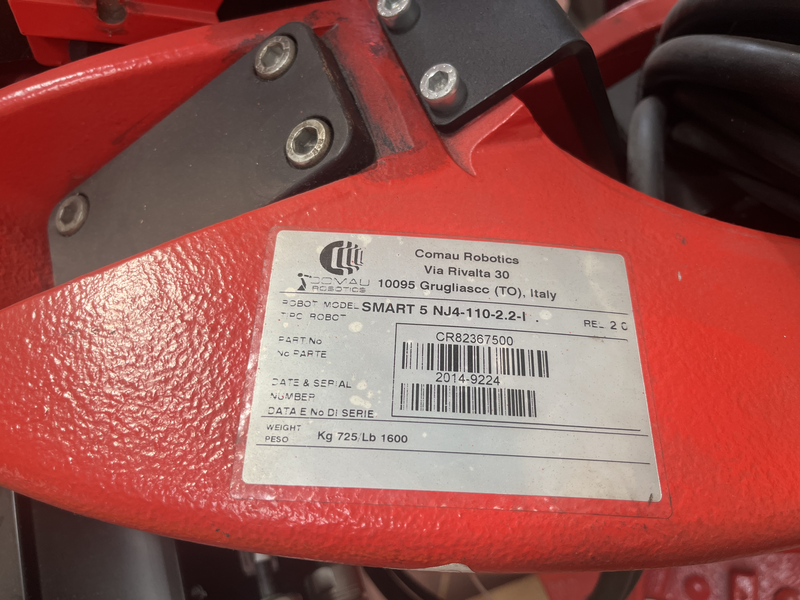 Comau Robotics
Via Rivalta 30
10095 Grugliascc (TO), Italy
COMAU
ROBOTICS
ROBOT MODEL SMART 5 NJ4-110-2.2-I . REL 2 0
TIPO ROBOT
PART No CR82367500
No PARTE
DATE & SERIAL 2014-9224
NUMBER
DATA E No DI SERIE
WEIGHT Kg 725/Lb 1600
PESO